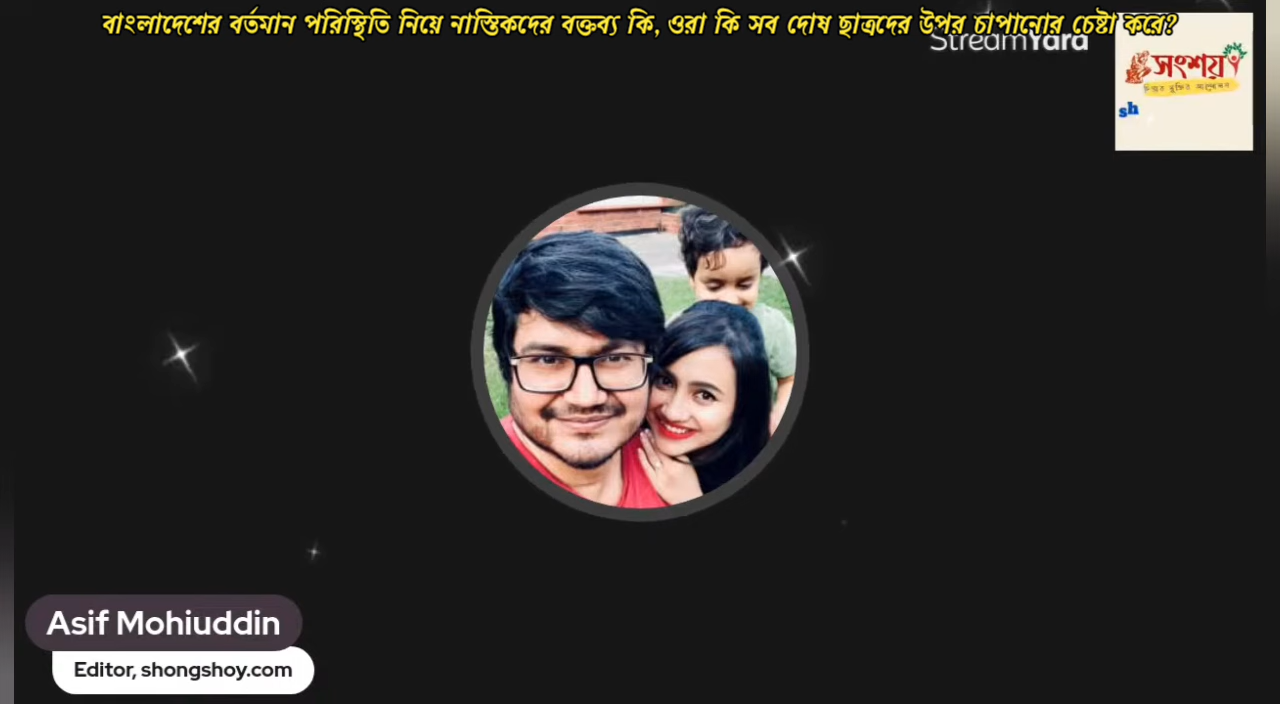 বাংলাদেশের বর্তমান পরিস্থিতি নিয়ে নাস্তিকদের বক্তব্য কি, ওরা কি সব দোষ ছাত্রদের উপর চাপানোর চেষ্টা করে?
StreamYard
সংশয়
sh
Asif Mohiuddin
Editor, shongshoy.com